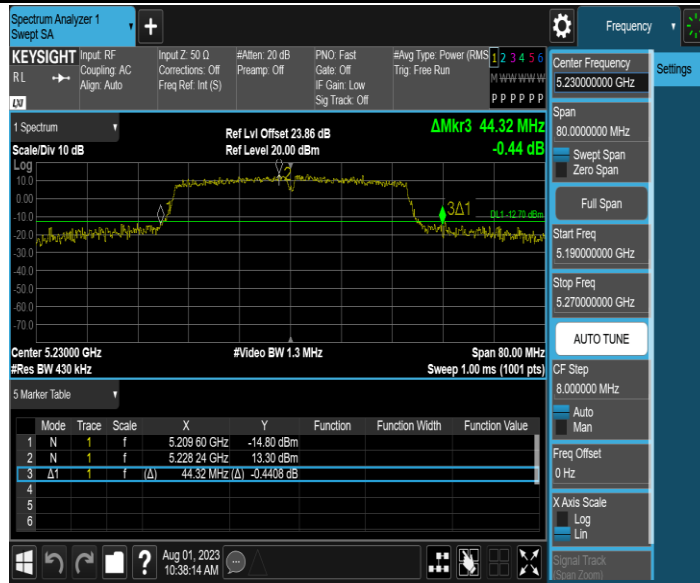 Spectrum Analyzer 1
Swept SA
Frequency
KEYSIGHT
RL
LXI
Input: RF
Coupling: AC
Align: Auto
Input Z: 50 Ω
Corrections: Off
Freq Ref: Int (S)
#Atten: 20 dB
Preamp: Off
PNO: Fast
Gate: Off
IF Gain: Low
Sig Track: Off
#Avg Type: Power (RMS
Trig: Free Run
1 2 3 4 5 6
M W W W W W
P P P P P P
Center Frequency
5.230000000 GHz
Settings
Span
80.0000000 MHz
Swept Span
Zero Span
Full Span
Start Freq
5.190000000 GHz
Stop Freq
5.270000000 GHz
AUTO TUNE
CF Step
8.000000 MHz
Auto
Man
Freq Offset
0 Hz
X Axis Scale
Log
Lin
Signal Track
(Span Zoom)
1 Spectrum
Scale/Div 10 dB
Ref Lvl Offset 23.86 dB
Ref Level 20.00 dBm
ΔMkr3 44.32 MHz
-0.44 dB
Log
10.0
0.00
-10.0
-20.0
-30.0
-40.0
-50.0
-60.0
-70.0
1
2
3Δ1
DL1 -12.70 dBm
Center 5.23000 GHz
#Video BW 1.3 MHz
Span 80.00 MHz
#Res BW 430 kHz
Sweep 1.00 ms (1001 pts)
5 Marker Table
Mode Trace Scale X Y Function Function Width Function Value
1 N 1 f 5.209 60 GHz -14.80 dBm
2 N 1 f 5.228 24 GHz 13.30 dBm
3 Δ1 1 f (Δ) 44.32 MHz (Δ) -0.4408 dB
4
5
6
?
Aug 01, 2023
10:38:14 AM